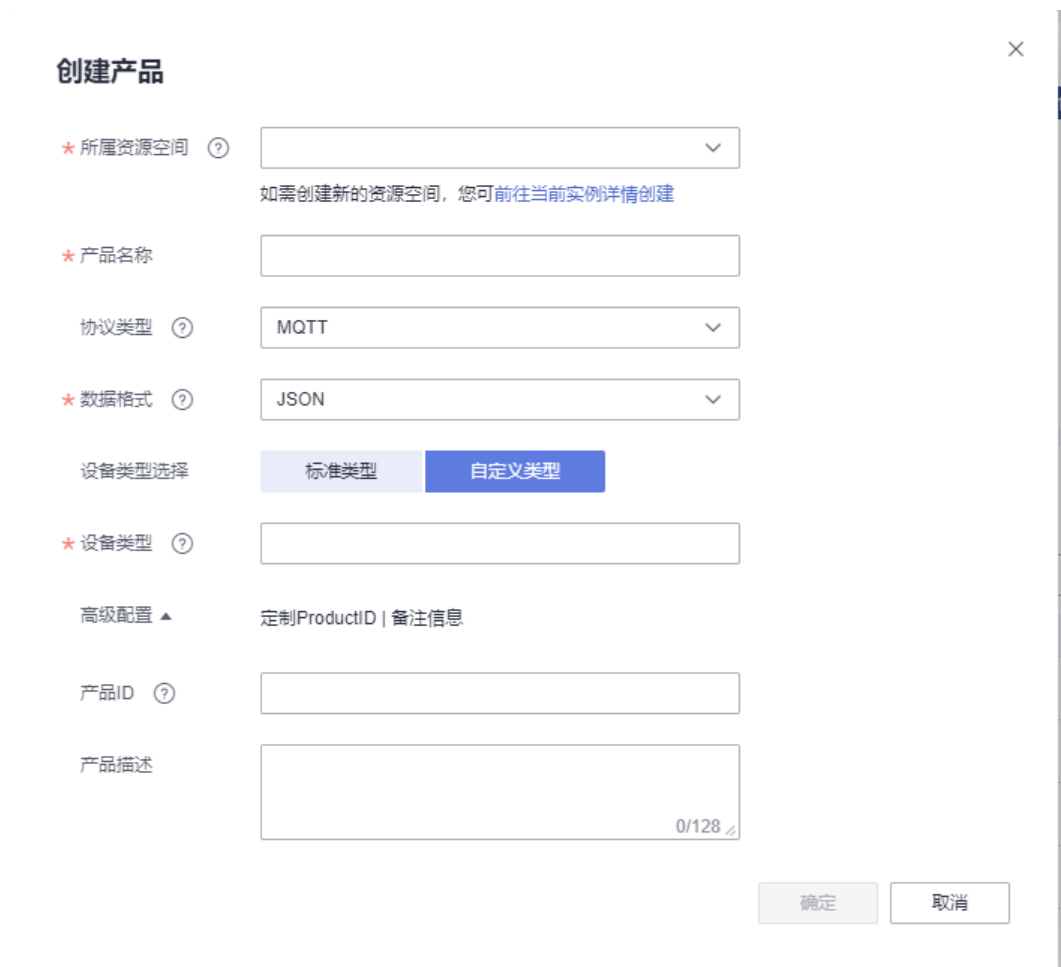 创建产品
* 所属资源空间 ?
如需创建新的资源空间，您可前往当前实例详情创建
* 产品名称
协议类型 ? MQTT
* 数据格式 ? JSON
设备类型选择 标准类型 自定义类型
* 设备类型 ?
高级配置 ▲ 定制ProductID | 备注信息
产品ID ?
产品描述
0/128
确定 取消